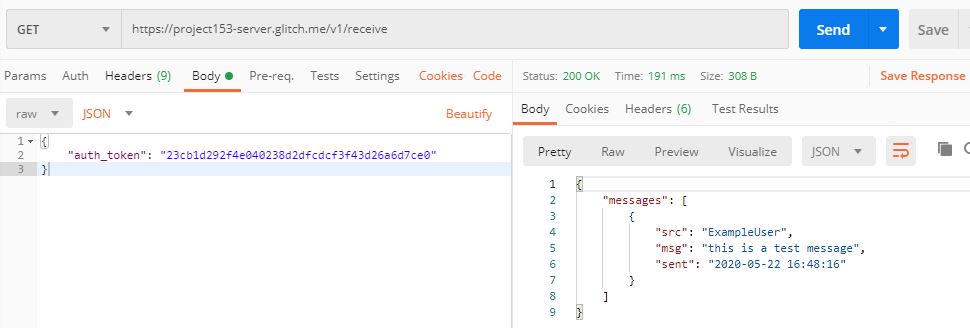 GET https://project153-server.glitch.me/v1/receive Send Save
Params Auth Headers (9) Body Pre-req. Tests Settings Cookies Code
raw JSON Beautify
1 {
2 "auth_token": "23cb1d292f4e040238d2dfcdcf3f43d26a6d7ce0"
3 }
Status: 200 OK Time: 191 ms Size: 308 B Save Response
Body Cookies Headers (6) Test Results
Pretty Raw Preview Visualize JSON
1 {
2 "messages": [
3 {
4 "src": "ExampleUser",
5 "msg": "this is a test message",
6 "sent": "2020-05-22 16:48:16"
7 }
8 ]
9 }